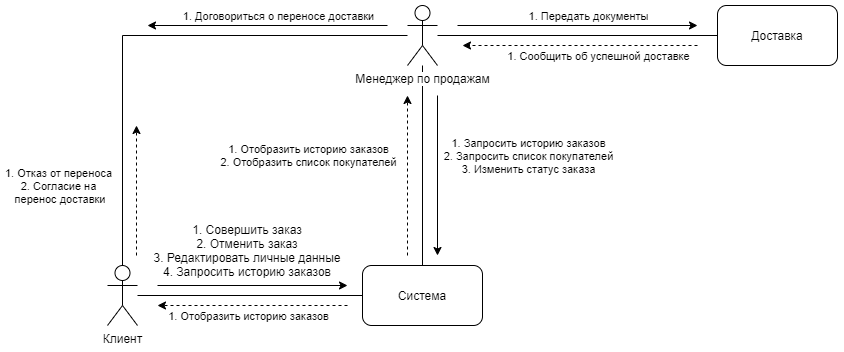 1. Договориться о переносе доставки
1. Передать документы
Доставка
1. Сообщить об успешной доставке
Менеджер по продажам
1. Отобразить историю заказов
2. Отобразить список покупателей
1. Запросить историю заказов
2. Запросить список покупателей
3. Изменить статус заказа
1. Отказ от переноса
2. Согласие на
перенос доставки
1. Совершить заказ
2. Отменить заказ
3. Редактировать личные данные
4. Запросить историю заказов
Система
1. Отобразить историю заказов
Клиент